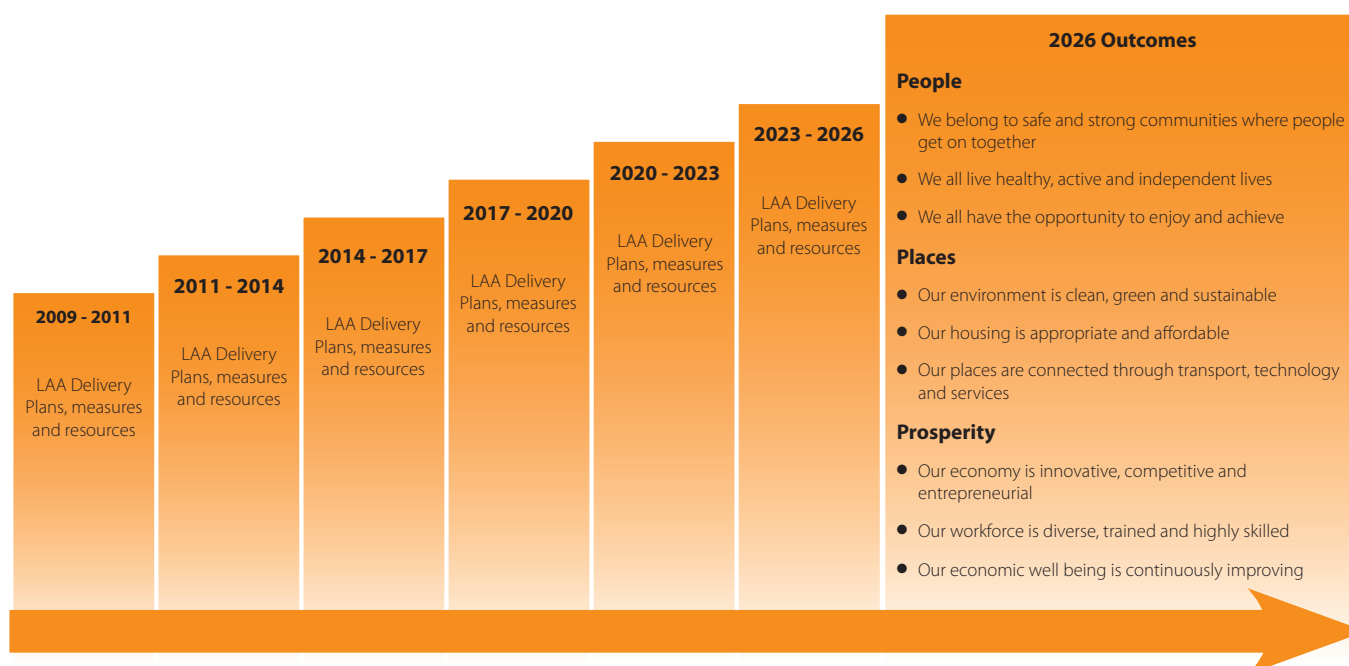 2009 - 2011
LAA Delivery
Plans, measures
and resources
2011 - 2014
LAA Delivery
Plans, measures
and resources
2014 - 2017
LAA Delivery
Plans, measures
and resources
2017 - 2020
LAA Delivery
Plans, measures
and resources
2020 - 2023
LAA Delivery
Plans, measures
and resources
2023 - 2026
LAA Delivery
Plans, measures
and resources
2026 Outcomes
People
● We belong to safe and strong communities where people
get on together
● We all live healthy, active and independent lives
● We all have the opportunity to enjoy and achieve
Places
● Our environment is clean, green and sustainable
● Our housing is appropriate and affordable
● Our places are connected through transport, technology
and services
Prosperity
● Our economy is innovative, competitive and
entrepreneurial
● Our workforce is diverse, trained and highly skilled
● Our economic well being is continuously improving